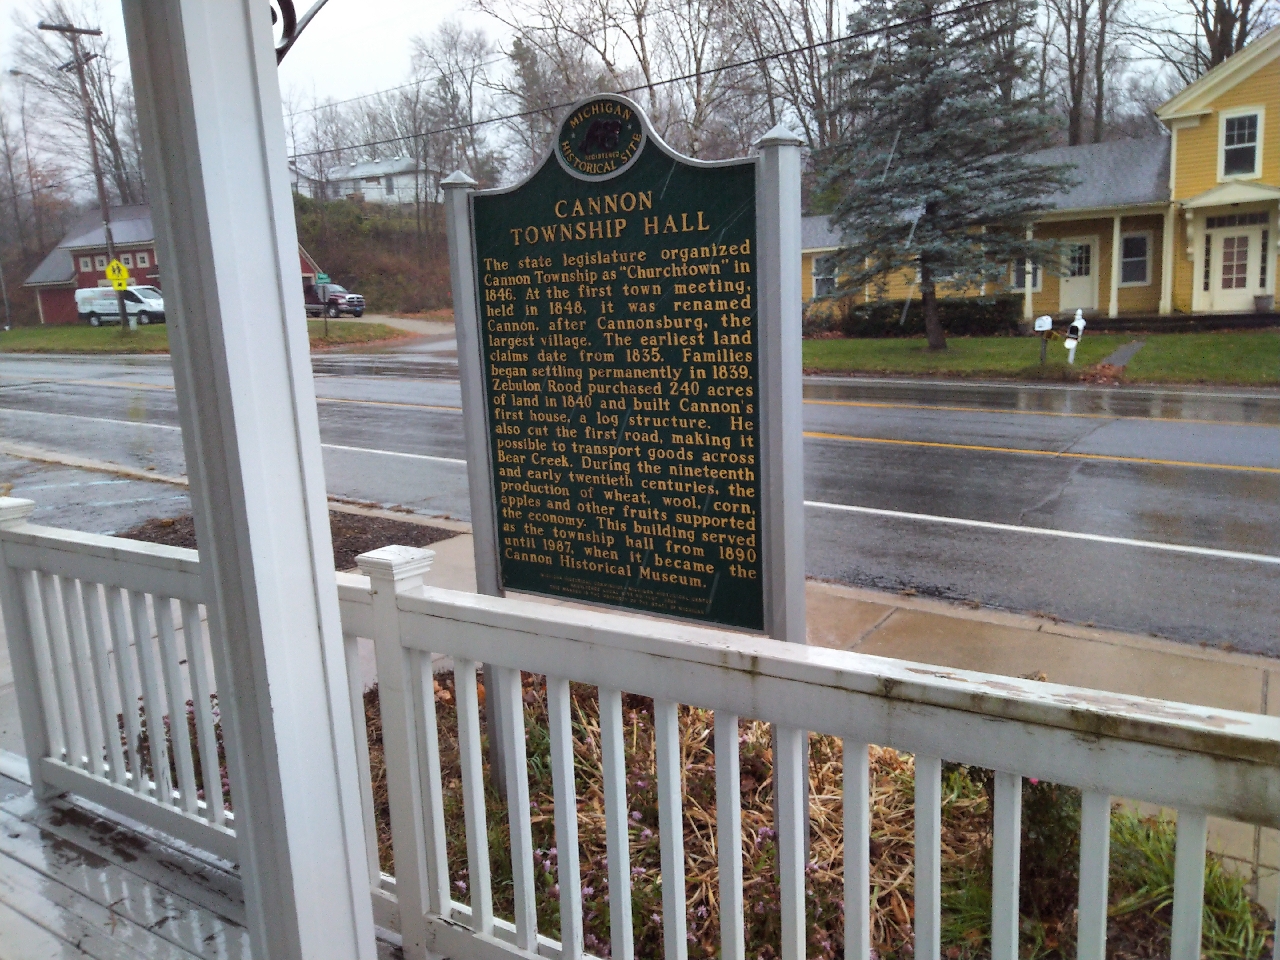 MICHIGAN
REGISTERED
HISTORICAL SITE
CANNON
TOWNSHIP HALL
The state legislature organized
Cannon Township as "Churchtown" in
1846. At the first town meeting,
held in 1848, it was renamed
Cannon, after Cannonsburg, the
largest village. The earliest land
claims date from 1835. Families
began settling permanently in 1839.
Zebulon Rood purchased 240 acres
of land in 1840 and built Cannon's
first house, a log structure. He
also cut the first road, making it
possible to transport goods across
Bear Creek. During the nineteenth
and early twentieth centuries, the
production of wheat, wool, corn,
apples and other fruits supported
the economy. This building served
as the township hall from 1890
until 1987, when it became the
Cannon Historical Museum.